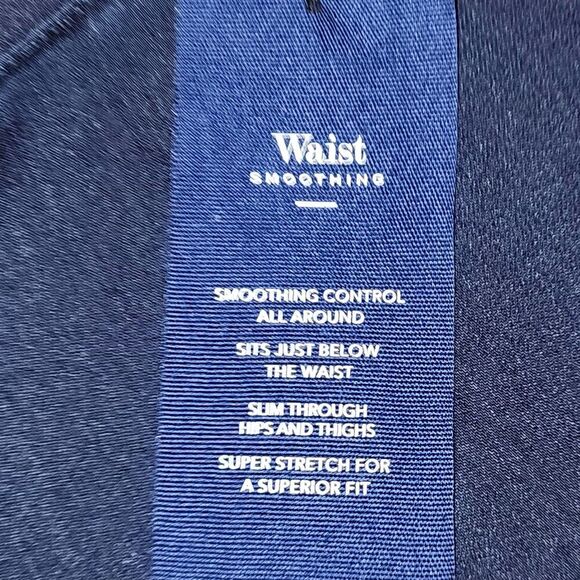 Waist
SMOOTHING
SMOOTHING CONTROL
ALL AROUND
SITS JUST BELOW
THE WAIST
SLIM THROUGH
HIPS AND THIGHS
SUPER STRETCH FOR
A SUPERIOR FIT